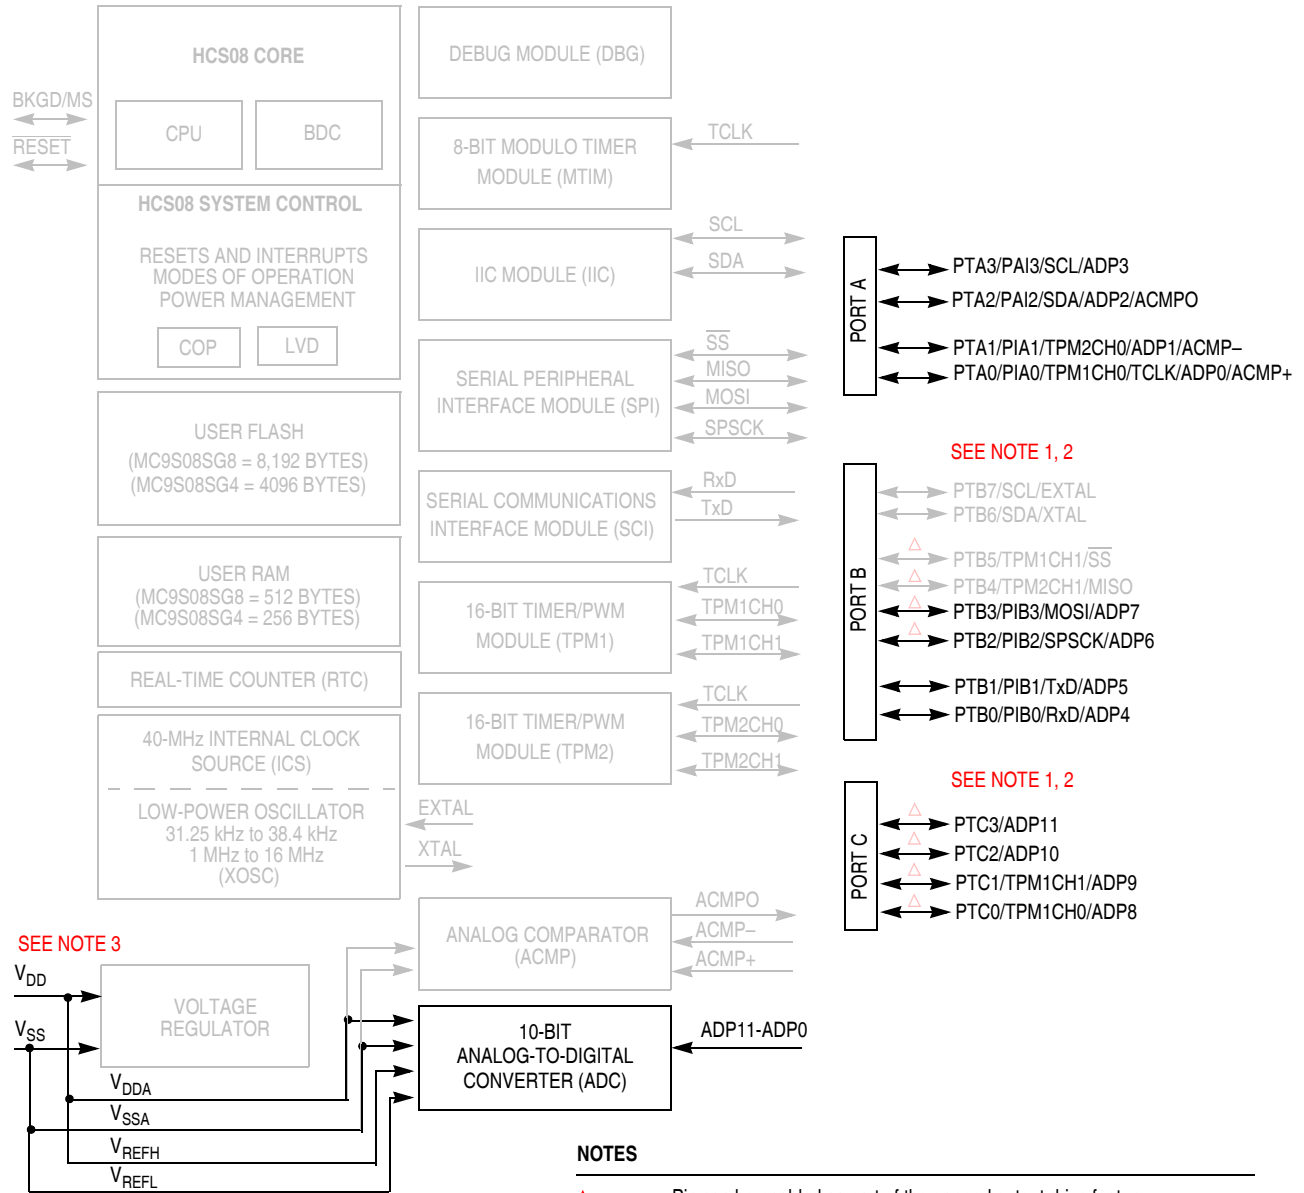 HCS08 CORE
CPU
BDC
BKGD/MS
RESET
HCS08 SYSTEM CONTROL
RESETS AND INTERRUPTS
MODES OF OPERATION
POWER MANAGEMENT
COP
LVD
USER FLASH
(MC9S08SG8 = 8,192 BYTES)
(MC9S08SG4 = 4096 BYTES)
USER RAM
(MC9S08SG8 = 512 BYTES)
(MC9S08SG4 = 256 BYTES)
REAL-TIME COUNTER (RTC)
40-MHz INTERNAL CLOCK
SOURCE (ICS)
LOW-POWER OSCILLATOR
31.25 kHz to 38.4 kHz
1 MHz to 16 MHz
(XOSC)
EXTAL
XTAL
SEE NOTE 3
VDD
VSS
VOLTAGE
REGULATOR
VDDA
VSSA
VREFH
VREFL
DEBUG MODULE (DBG)
8-BIT MODULO TIMER
MODULE (MTIM)
TCLK
IIC MODULE (IIC)
SCL
SDA
SERIAL PERIPHERAL
INTERFACE MODULE (SPI)
SS
MISO
MOSI
SPSCK
SERIAL COMMUNICATIONS
INTERFACE MODULE (SCI)
RxD
TxD
16-BIT TIMER/PWM
MODULE (TPM1)
TCLK
TPM1CH0
TPM1CH1
16-BIT TIMER/PWM
MODULE (TPM2)
TCLK
TPM2CH0
TPM2CH1
ANALOG COMPARATOR
(ACMP)
ACMPO
ACMP–
ACMP+
10-BIT
ANALOG-TO-DIGITAL
CONVERTER (ADC)
ADP11-ADP0
PORT A
PTA3/PAI3/SCL/ADP3
PTA2/PAI2/SDA/ADP2/ACMPO
PTA1/PIA1/TPM2CH0/ADP1/ACMP–
PTA0/PIA0/TPM1CH0/TCLK/ADP0/ACMP+
SEE NOTE 1, 2
PORT B
PTB7/SCL/EXTAL
PTB6/SDA/XTAL
PTB5/TPM1CH1/SS
PTB4/TPM2CH1/MISO
PTB3/PIB3/MOSI/ADP7
PTB2/PIB2/SPSCK/ADP6
PTB1/PIB1/TxD/ADP5
PTB0/PIB0/RxD/ADP4
SEE NOTE 1, 2
PORT C
PTC3/ADP11
PTC2/ADP10
PTC1/TPM1CH1/ADP9
PTC0/TPM1CH0/ADP8
NOTES